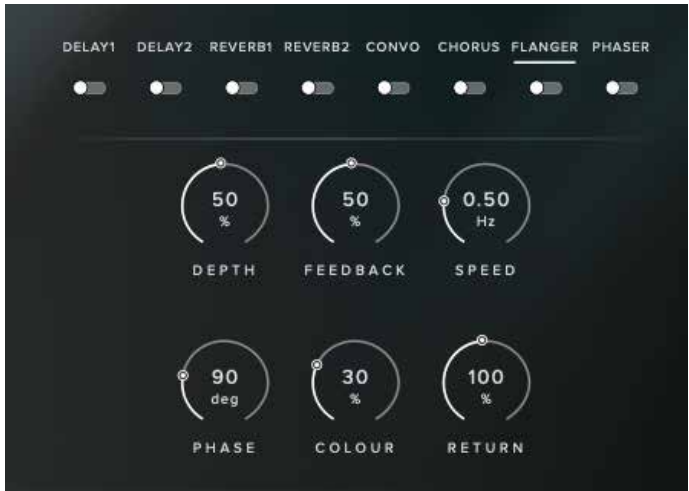 DELAY1 DELAY2 REVERB1 REVERB2 CONVO CHORUS FLANGER PHASER
50 50 0.50
% % Hz
DEPTH FEEDBACK SPEED
90 30 100
deg % %
PHASE COLOUR RETURN